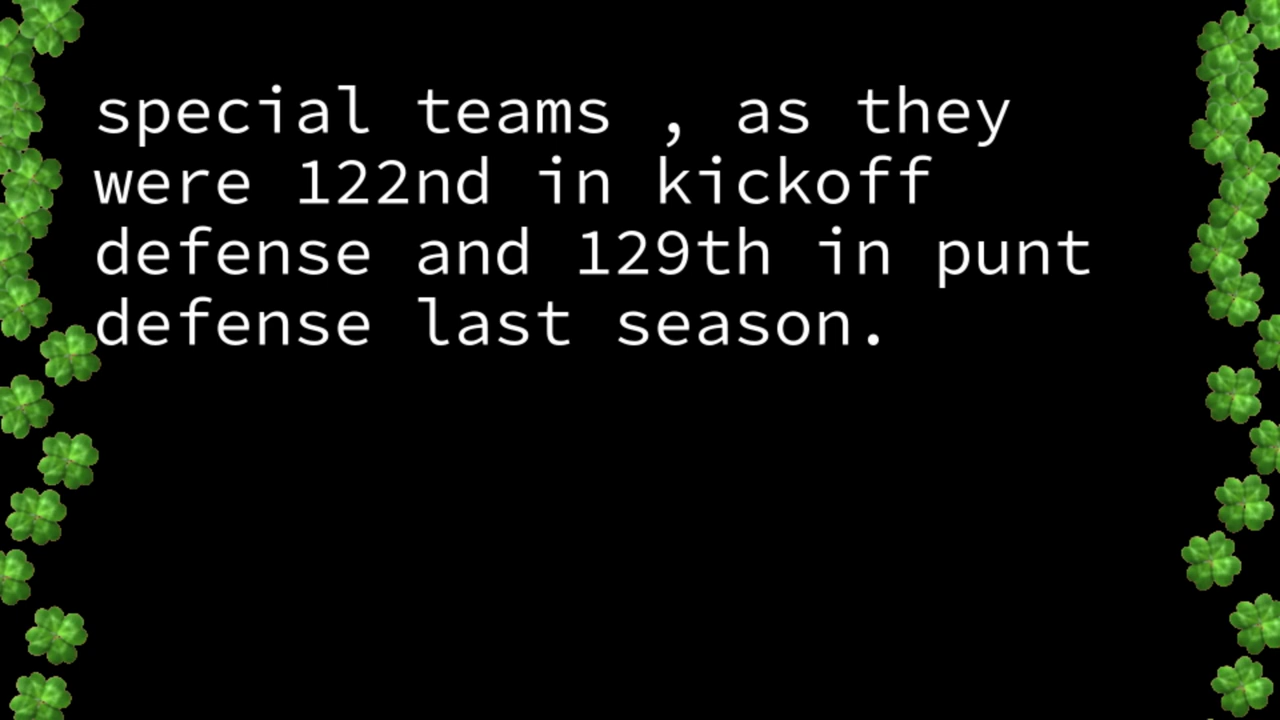 special teams , as they
were 122nd in kickoff
defense and 129th in punt
defense last season.